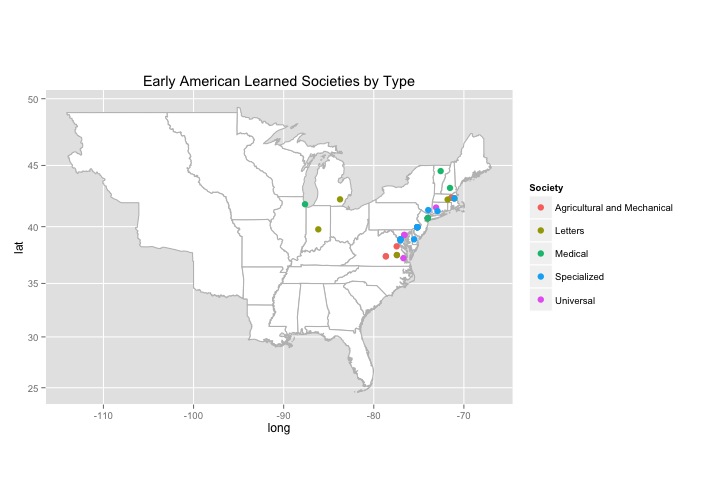 Early American Learned Societies by Type
50
45
40
35
30
25
lat
-110
-100
-90
-80
-70
long
Society
Agricultural and Mechanical
Letters
Medical
Specialized
Universal